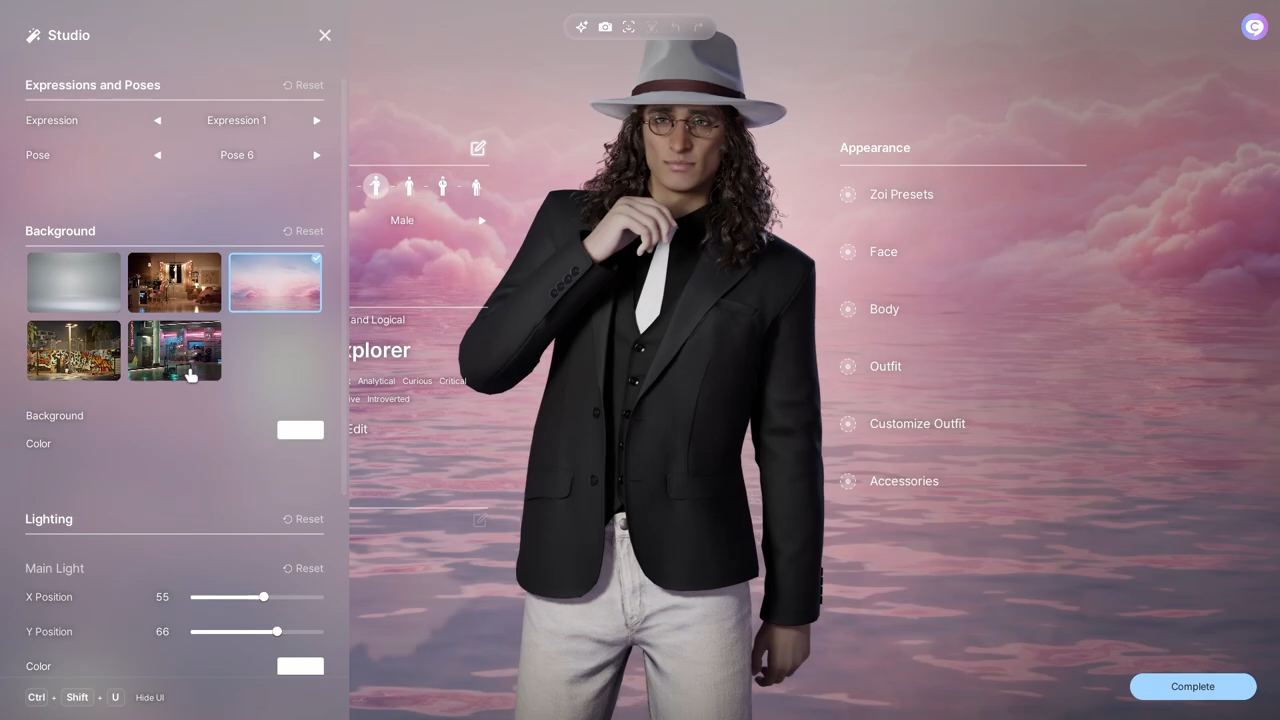 Studio
Expressions and Poses
Reset
Expression
Expression 1
Pose
Pose 6
Background
Reset
Background
Color
Lighting
Reset
Main Light
Reset
X Position
55
Y Position
66
Color
Ctrl + Shift + U Hide UI
Male
and Logical
xplorer
Analytical Curious Critical
ive Introverted
Edit
Appearance
Zoi Presets
Face
Body
Outfit
Customize Outfit
Accessories
Complete